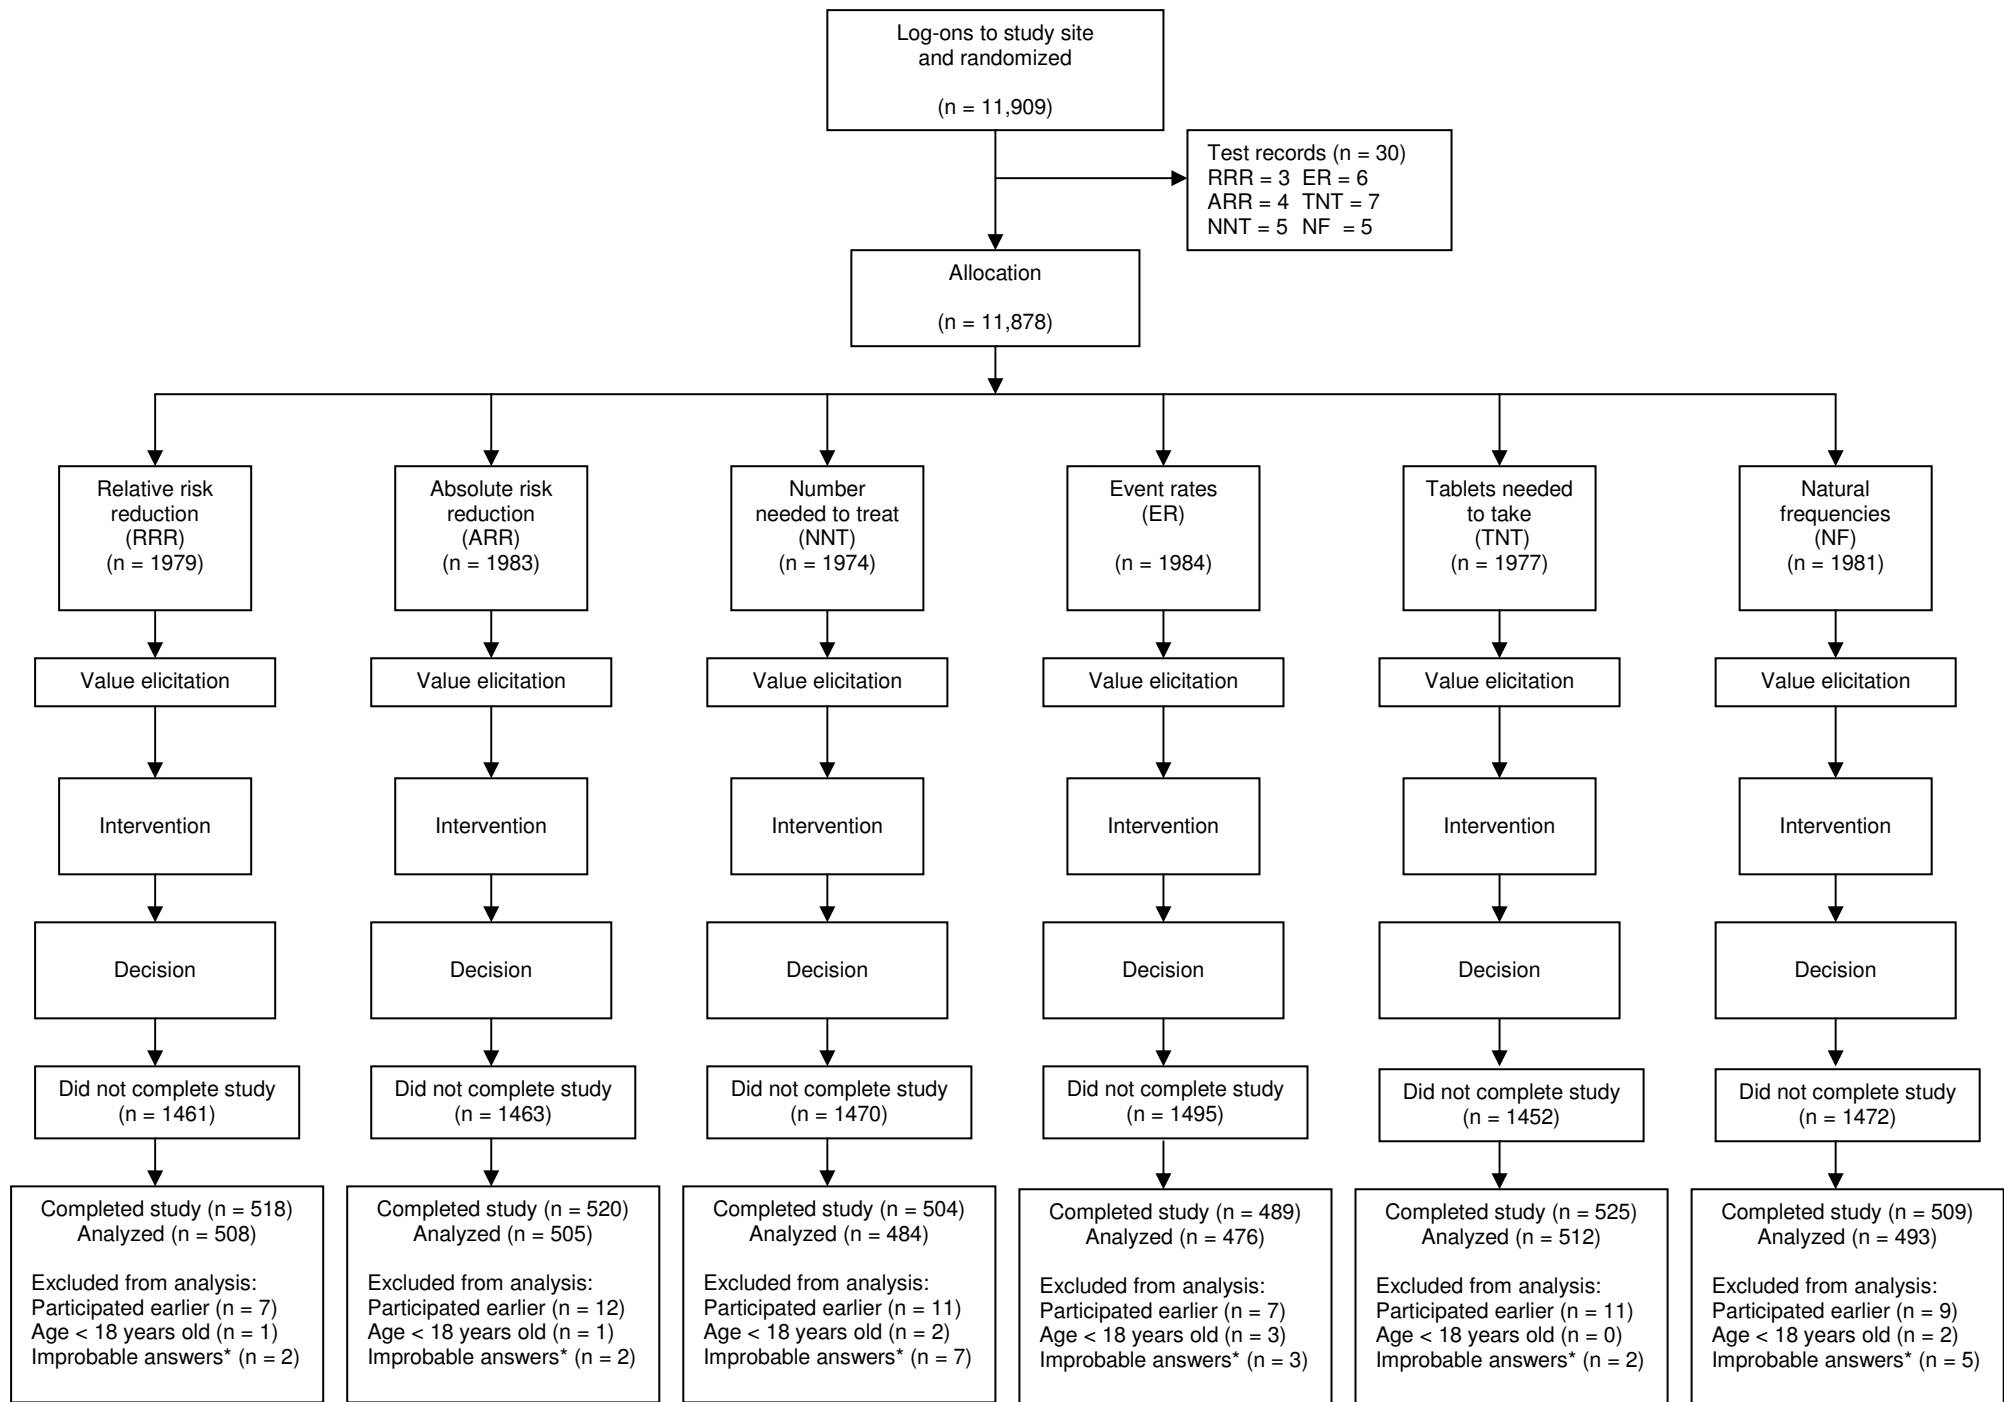 Log-ons to study site
and randomized
(n = 11,909)
Test records (n = 30)
RRR = 3  ER = 6
ARR = 4  TNT = 7
NNT = 5  NF  = 5
Allocation
(n = 11,878)
Relative risk
reduction
(RRR)
(n = 1979)
Absolute risk
reduction
(ARR)
(n = 1983)
Number
needed to treat
(NNT)
(n = 1974)
Event rates
(ER)
(n = 1984)
Tablets needed
to take
(TNT)
(n = 1977)
Natural
frequencies
(NF)
(n = 1981)
Value elicitation
Value elicitation
Value elicitation
Value elicitation
Value elicitation
Value elicitation
Intervention
Intervention
Intervention
Intervention
Intervention
Intervention
Decision
Decision
Decision
Decision
Decision
Decision
Did not complete study
(n = 1461)
Did not complete study
(n = 1463)
Did not complete study
(n = 1470)
Did not complete study
(n = 1495)
Did not complete study
(n = 1452)
Did not complete study
(n = 1472)
Completed study (n = 518)
Analyzed (n = 508)
Excluded from analysis:
Participated earlier (n = 7)
Age < 18 years old (n = 1)
Improbable answers* (n = 2)
Completed study (n = 520)
Analyzed (n = 505)
Excluded from analysis:
Participated earlier (n = 12)
Age < 18 years old (n = 1)
Improbable answers* (n = 2)
Completed study (n = 504)
Analyzed (n = 484)
Excluded from analysis:
Participated earlier (n = 11)
Age < 18 years old (n = 2)
Improbable answers* (n = 7)
Completed study (n = 489)
Analyzed (n = 476)
Excluded from analysis:
Participated earlier (n = 7)
Age < 18 years old (n = 3)
Improbable answers* (n = 3)
Completed study (n = 525)
Analyzed (n = 512)
Excluded from analysis:
Participated earlier (n = 11)
Age < 18 years old (n = 0)
Improbable answers* (n = 2)
Completed study (n = 509)
Analyzed (n = 493)
Excluded from analysis:
Participated earlier (n = 9)
Age < 18 years old (n = 2)
Improbable answers* (n = 5)